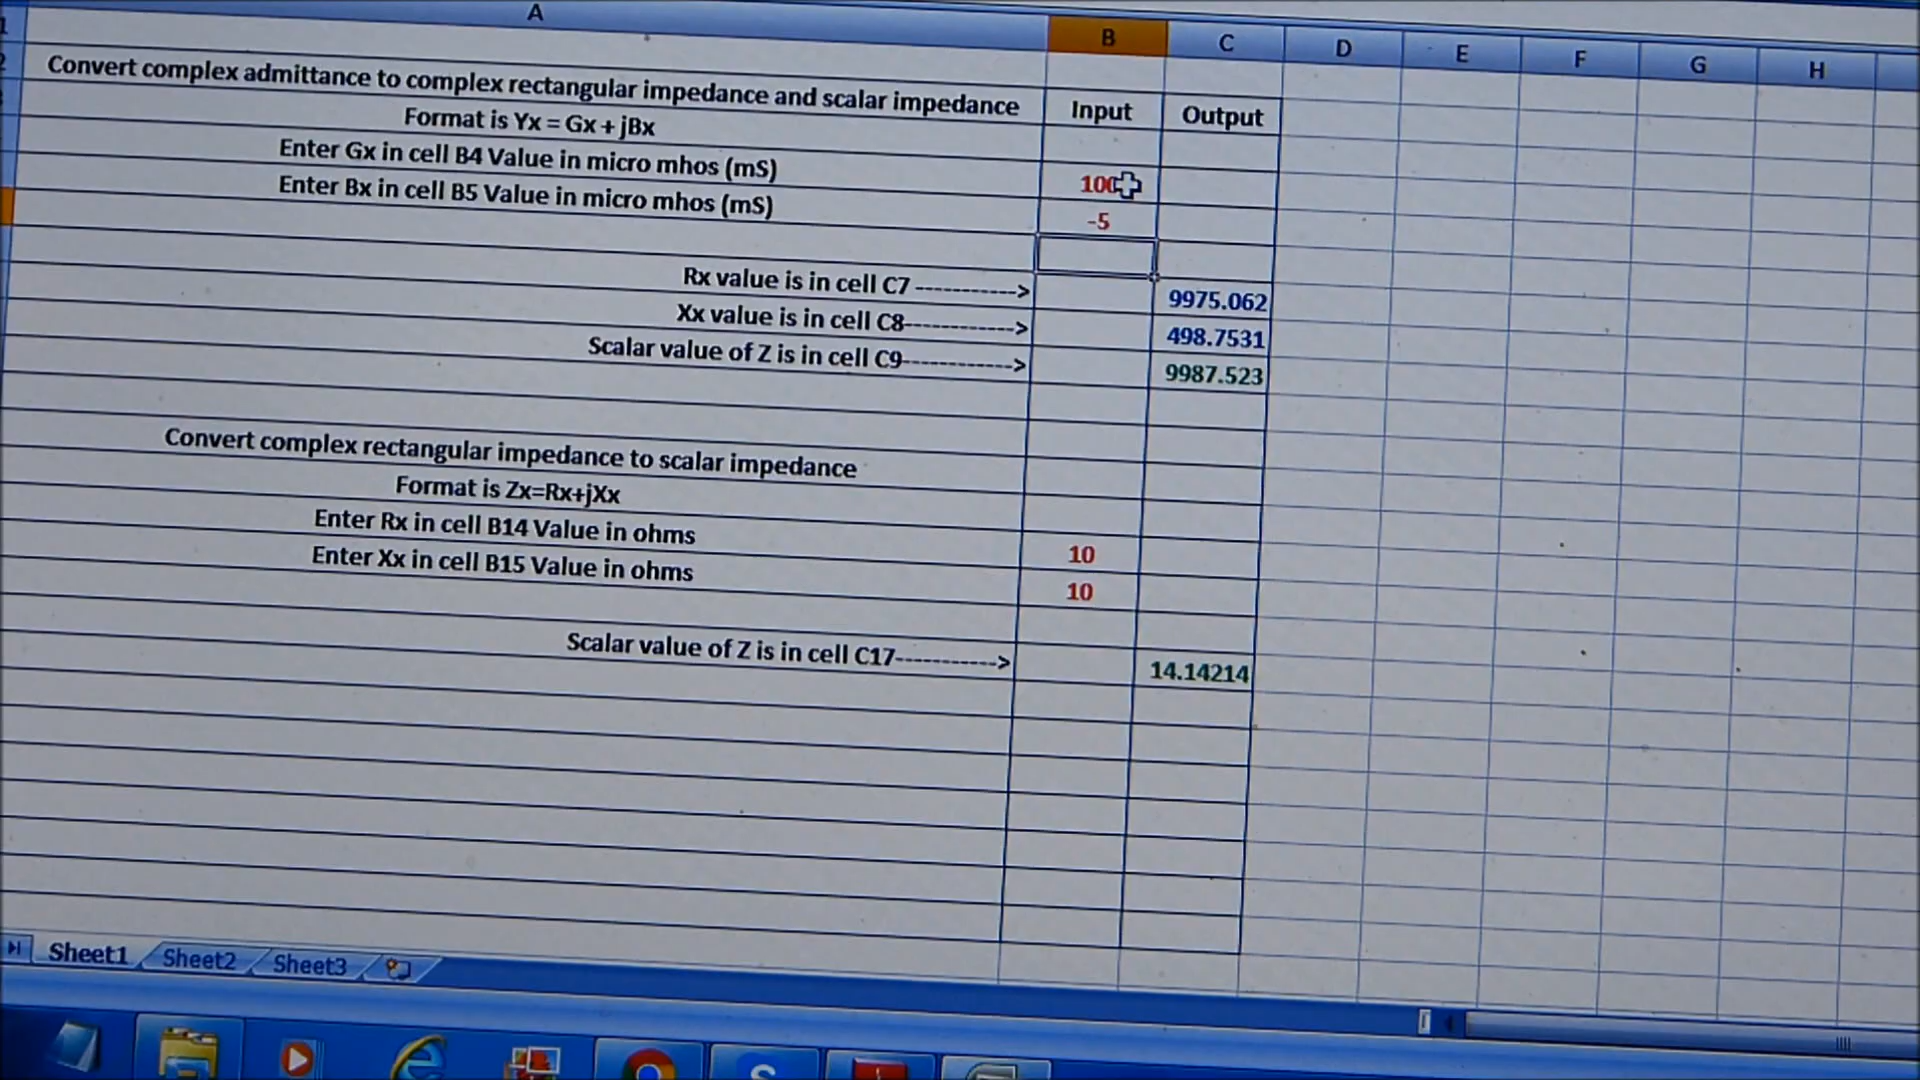 A B C D E F G H
1
2
Convert complex admittance to complex rectangular impedance and scalar impedance Input Output
Format is Yx = Gx + jBx
Enter Gx in cell B4 Value in micro mhos (mS) 100
Enter Bx in cell B5 Value in micro mhos (mS) -5
Rx value is in cell C7 -----------> 9975.062
Xx value is in cell C8------------> 498.7531
Scalar value of Z is in cell C9------------> 9987.523
Convert complex rectangular impedance to scalar impedance
Format is Zx=Rx+jXx
Enter Rx in cell B14 Value in ohms 10
Enter Xx in cell B15 Value in ohms 10
Scalar value of Z is in cell C17-----------> 14.14214
Sheet1 Sheet2 Sheet3
S